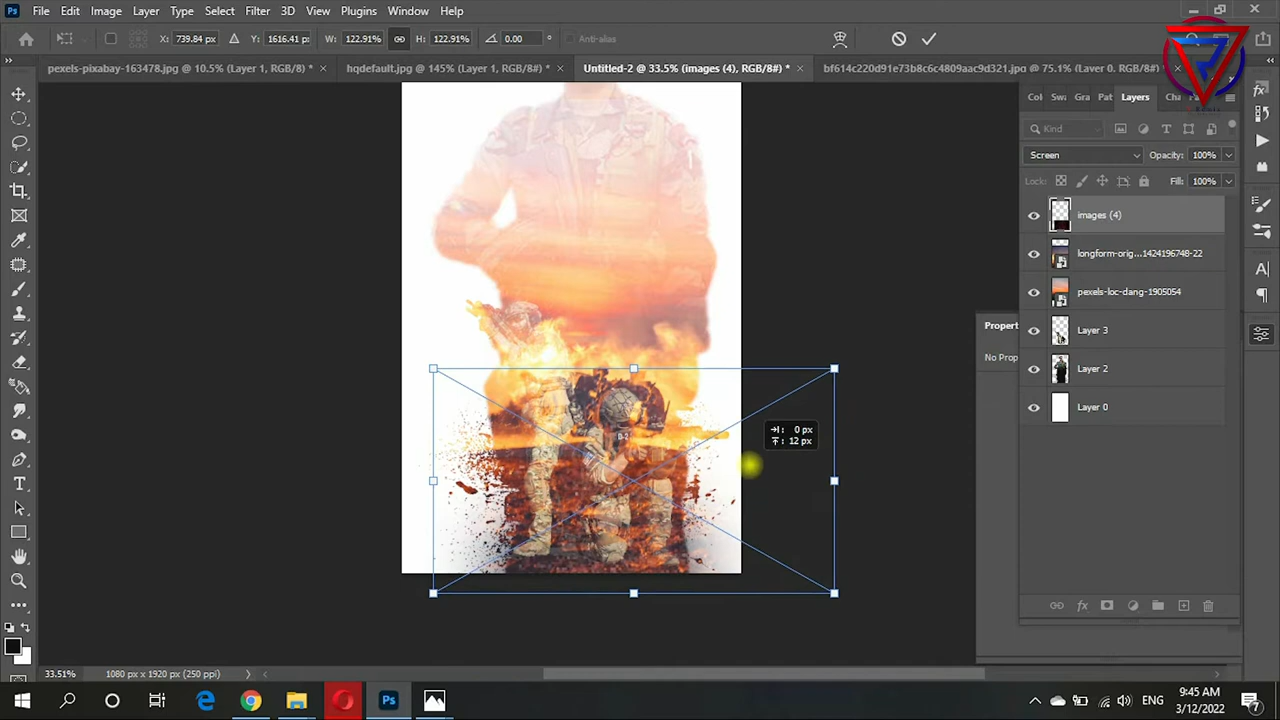 Ps File Edit Image Layer Type Select Filter 3D View Plugins Window Help
X: 739.84 px Y: 1616.41 px W: 122.91% H: 122.91% 0.00 ° Anti-alias
pexels-pixabay-163478.jpg @ 10.5% (Layer 1, RGB/8) * × hqdefault.jpg @ 145% (Layer 1, RGB/8#) * × Untitled-2 @ 33.5% (images (4), RGB/8#) * × bf614c220d91e73b8c6c4809aac9d321.jpg @ 75.1% (Layer 0, RGB/8#) *
Col Sw Gra Pat Layers Cha
Kind
Screen Opacity: 100%
Lock: Fill: 100%
images (4)
longform-orig...1424196748-22
pexels-loc-dang-1905054
Layer 3
Layer 2
Layer 0
Propert
No Prop
0 px
12 px
33.51% 1080 px x 1920 px (250 ppi)
Ps ENG 9:45 AM
3/12/2022
7